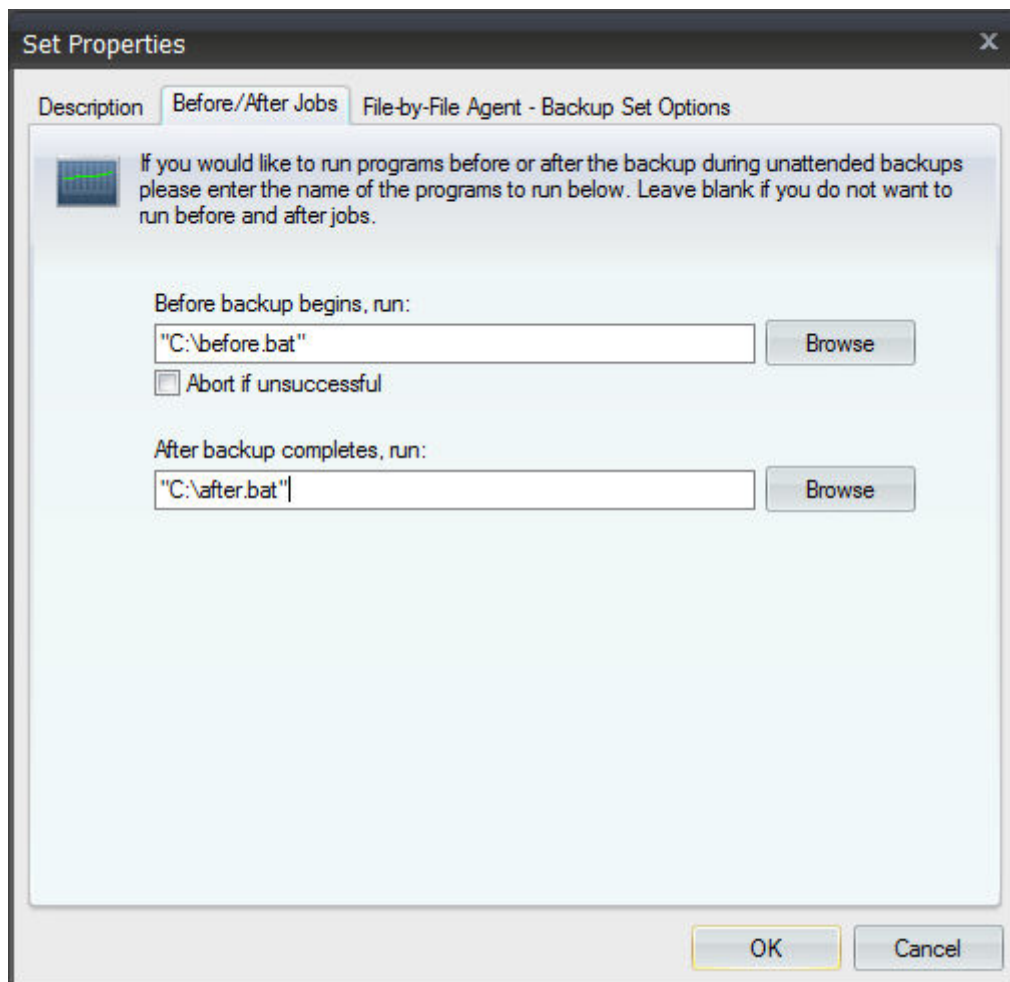 Set Properties
X
Description Before/After Jobs File-by-File Agent - Backup Set Options
If you would like to run programs before or after the backup during unattended backups
please enter the name of the programs to run below. Leave blank if you do not want to
run before and after jobs.
Before backup begins, run:
"C:\before.bat" Browse
Abort if unsuccessful
After backup completes, run:
"C:\after.bat" Browse
OK Cancel